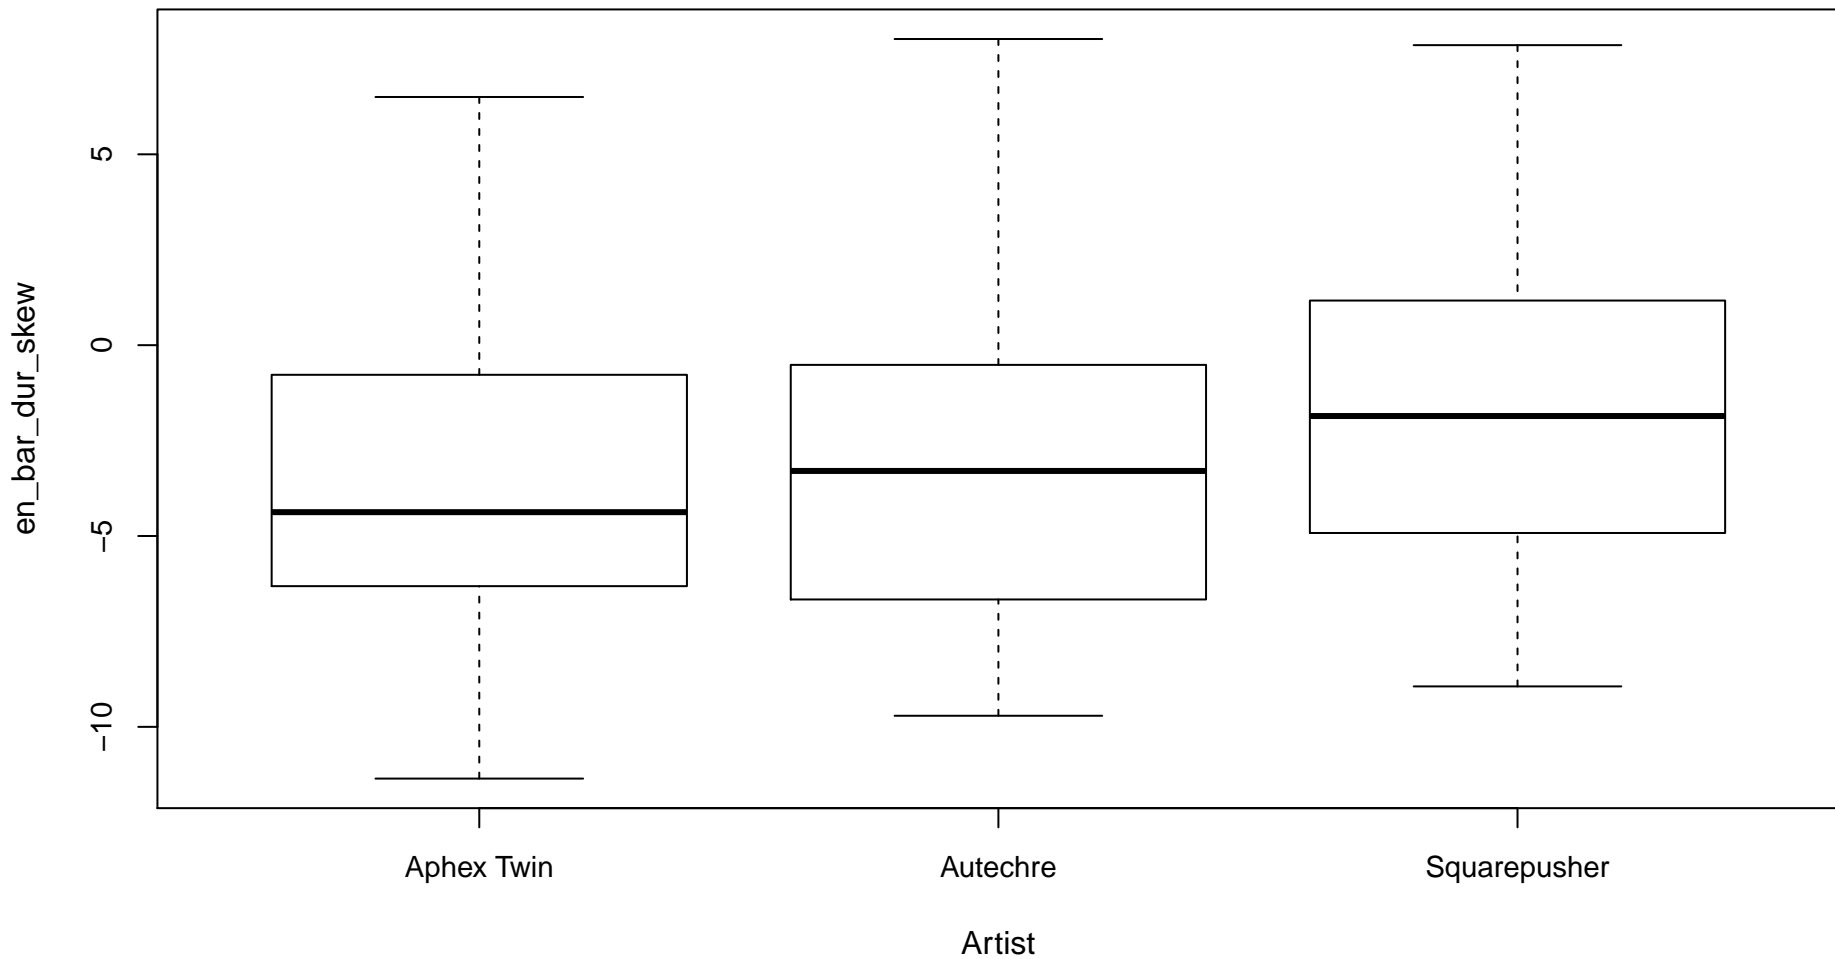 en_bar_dur_skew
5
0
−5
−10
Aphex Twin
Autechre
Squarepusher
Artist